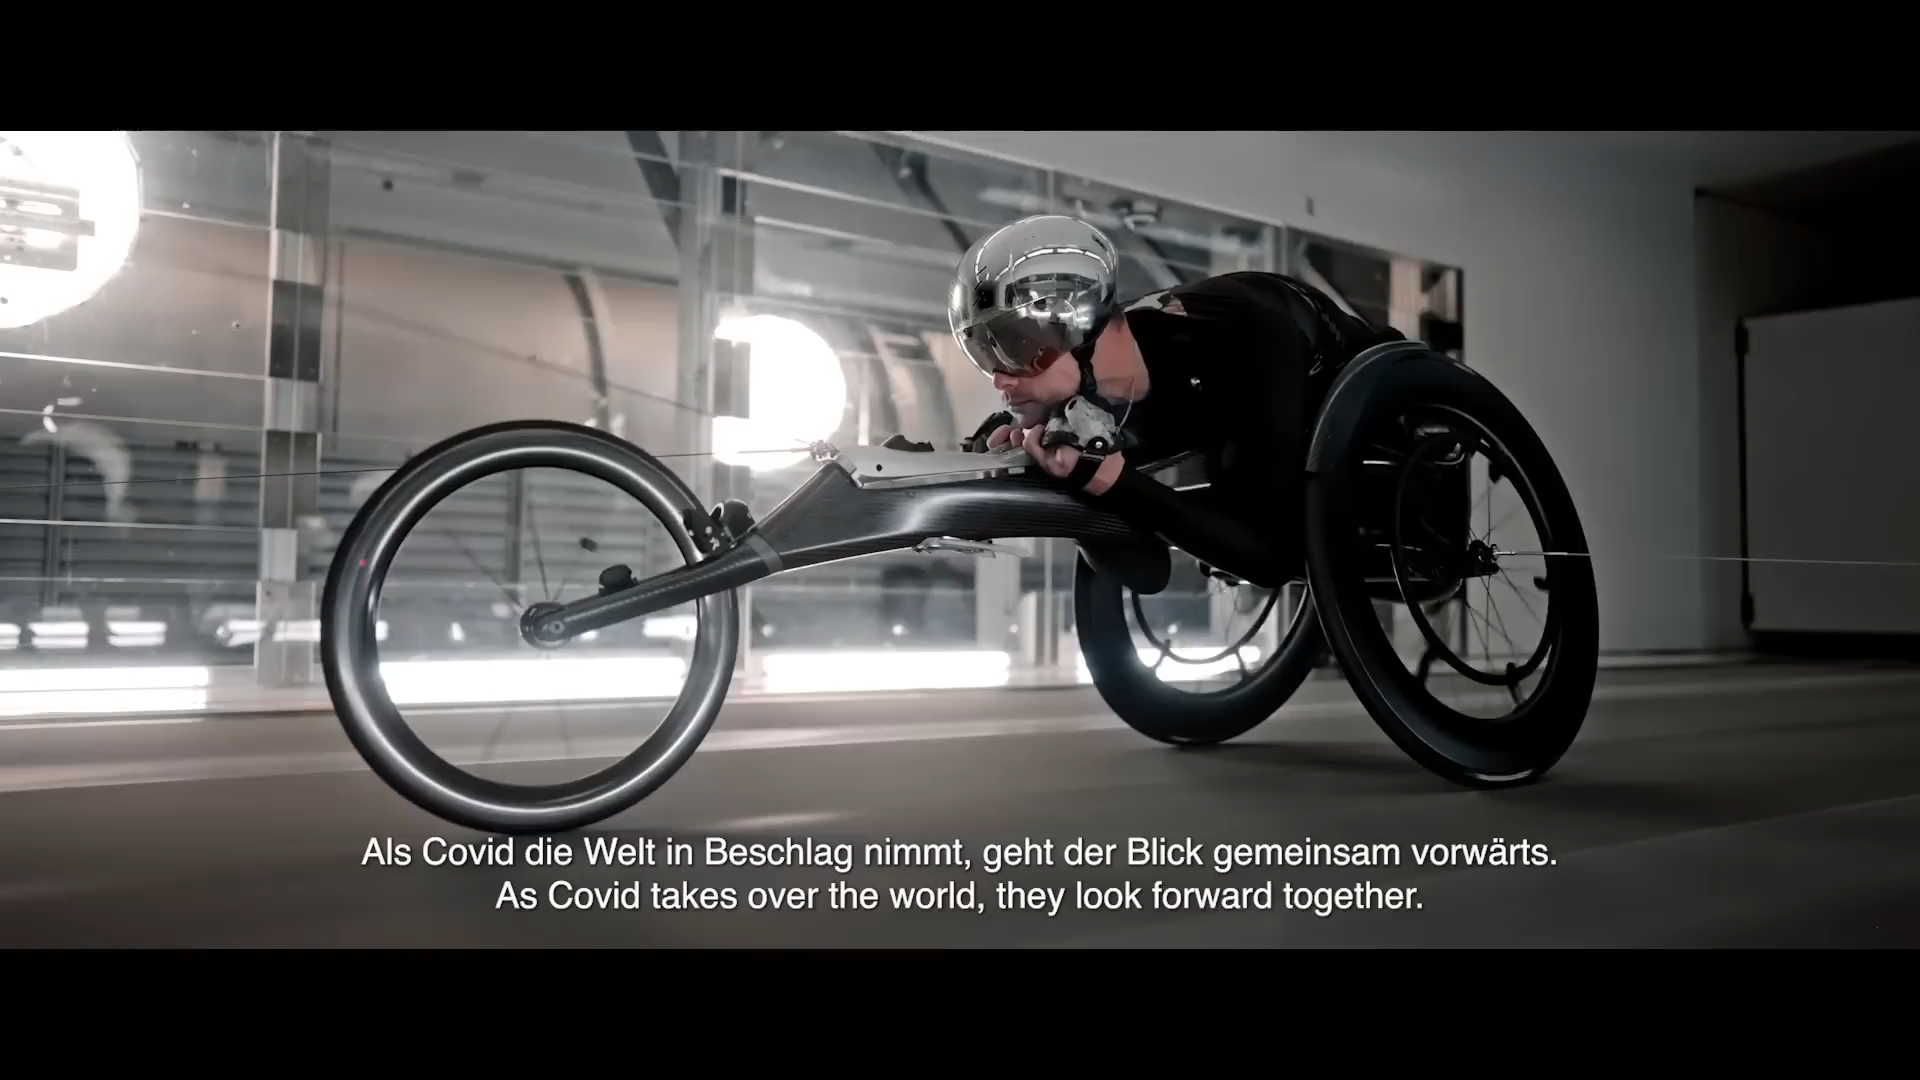 Als Covid die Welt in Beschlag nimmt, geht der Blick gemeinsam vorwärts.
As Covid takes over the world, they look forward together.